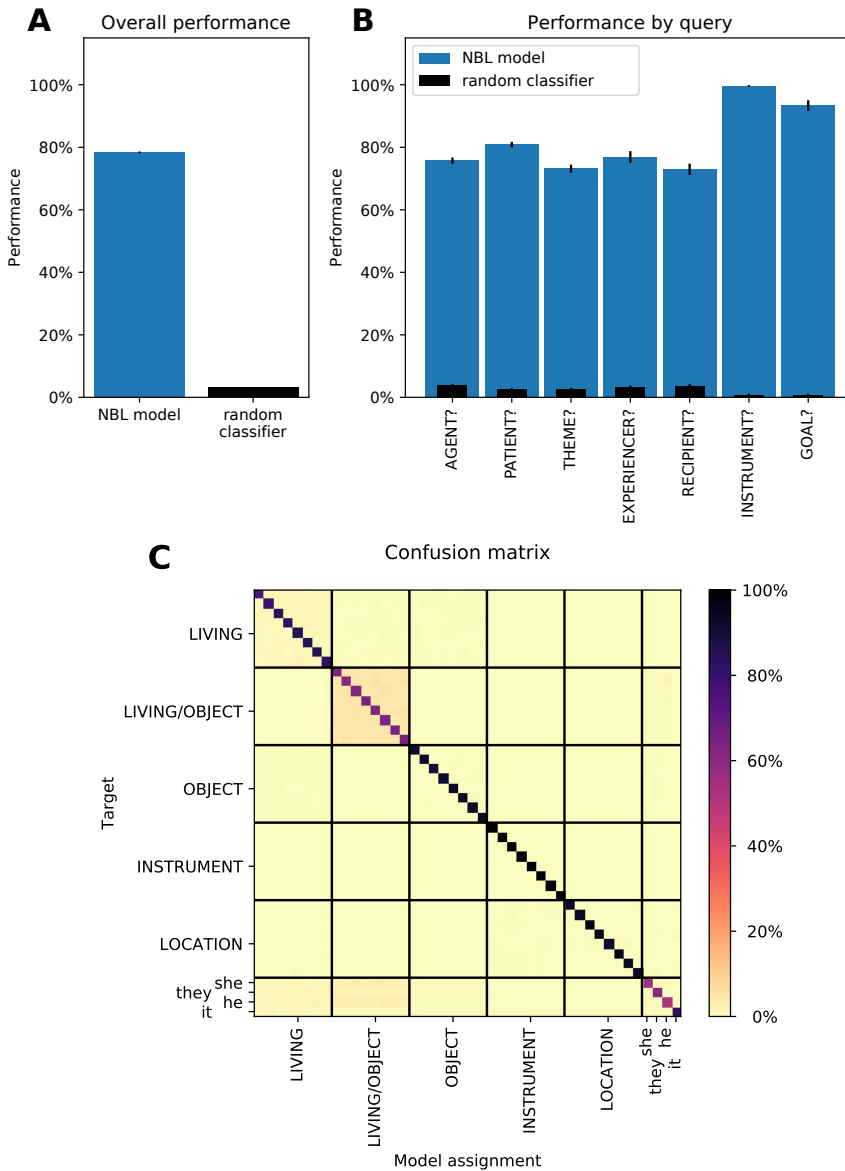 A
Overall performance
Performance
100%
80%
60%
40%
20%
0%
NBL model
random
classifier
B
Performance by query
NBL model
random classifier
Performance
100%
80%
60%
40%
20%
0%
AGENT?
PATIENT?
THEME?
EXPERIENCER?
RECIPIENT?
INSTRUMENT?
GOAL?
C
Confusion matrix
Target
LIVING
LIVING/OBJECT
OBJECT
INSTRUMENT
LOCATION
she
they
he
it
LIVING
LIVING/OBJECT
OBJECT
INSTRUMENT
LOCATION
she
they
he
it
Model assignment
100%
80%
60%
40%
20%
0%